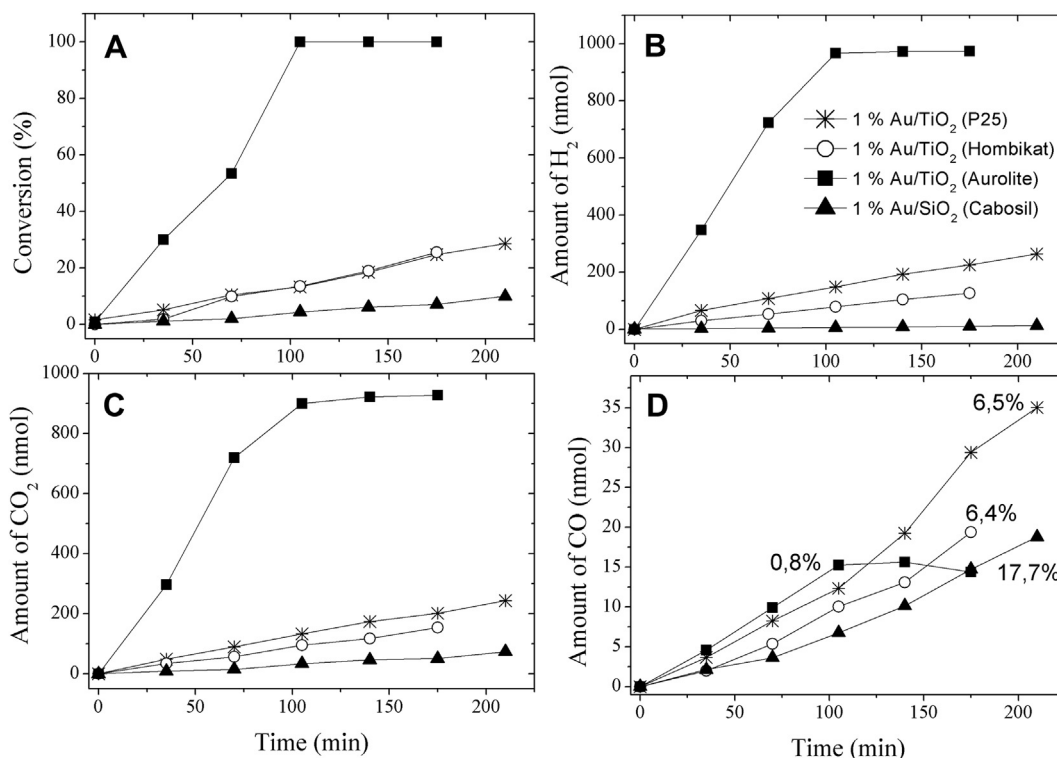 A
Conversion (%)
100
80
60
40
20
0
0 50 100 150 200
B
Amount of H₂ (nmol)
1000
800
600
400
200
0
0 50 100 150 200
1 % Au/TiO₂ (P25)
1 % Au/TiO₂ (Hombikat)
1 % Au/TiO₂ (Aurolite)
1 % Au/SiO₂ (Cabosil)
C
Amount of CO₂ (nmol)
1000
800
600
400
200
0
0 50 100 150 200
Time (min)
D
Amount of CO (nmol)
35
30
25
20
15
10
5
0
6,5%
6,4%
0,8%
17,7%
0 50 100 150 200
Time (min)